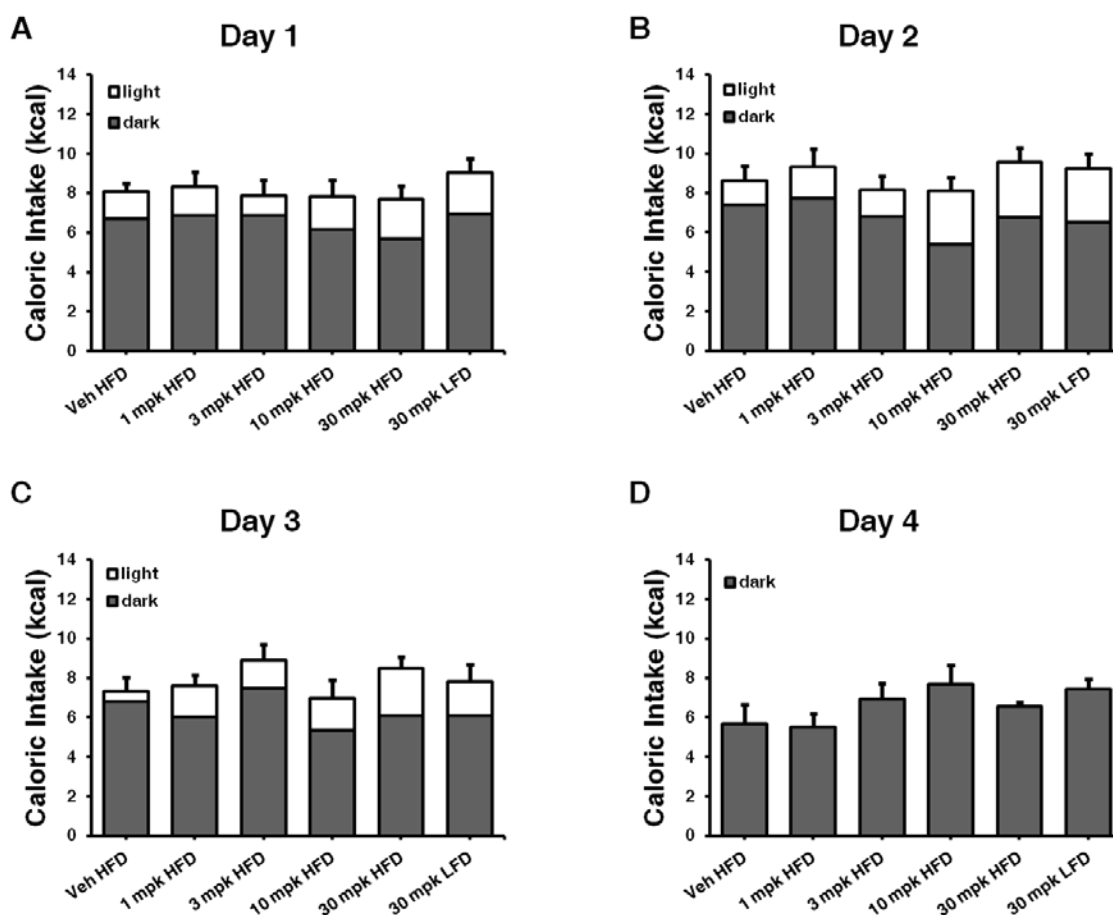 A
Day 1
Caloric Intake (kcal)
14
12
10
8
6
4
2
0
light
dark
Veh HFD
1 mpk HFD
3 mpk HFD
10 mpk HFD
30 mpk HFD
30 mpk LFD
B
Day 2
Caloric Intake (kcal)
14
12
10
8
6
4
2
0
light
dark
Veh HFD
1 mpk HFD
3 mpk HFD
10 mpk HFD
30 mpk HFD
30 mpk LFD
C
Day 3
Caloric Intake (kcal)
14
12
10
8
6
4
2
0
light
dark
Veh HFD
1 mpk HFD
3 mpk HFD
10 mpk HFD
30 mpk HFD
30 mpk LFD
D
Day 4
Caloric Intake (kcal)
14
12
10
8
6
4
2
0
dark
Veh HFD
1 mpk HFD
3 mpk HFD
10 mpk HFD
30 mpk HFD
30 mpk LFD